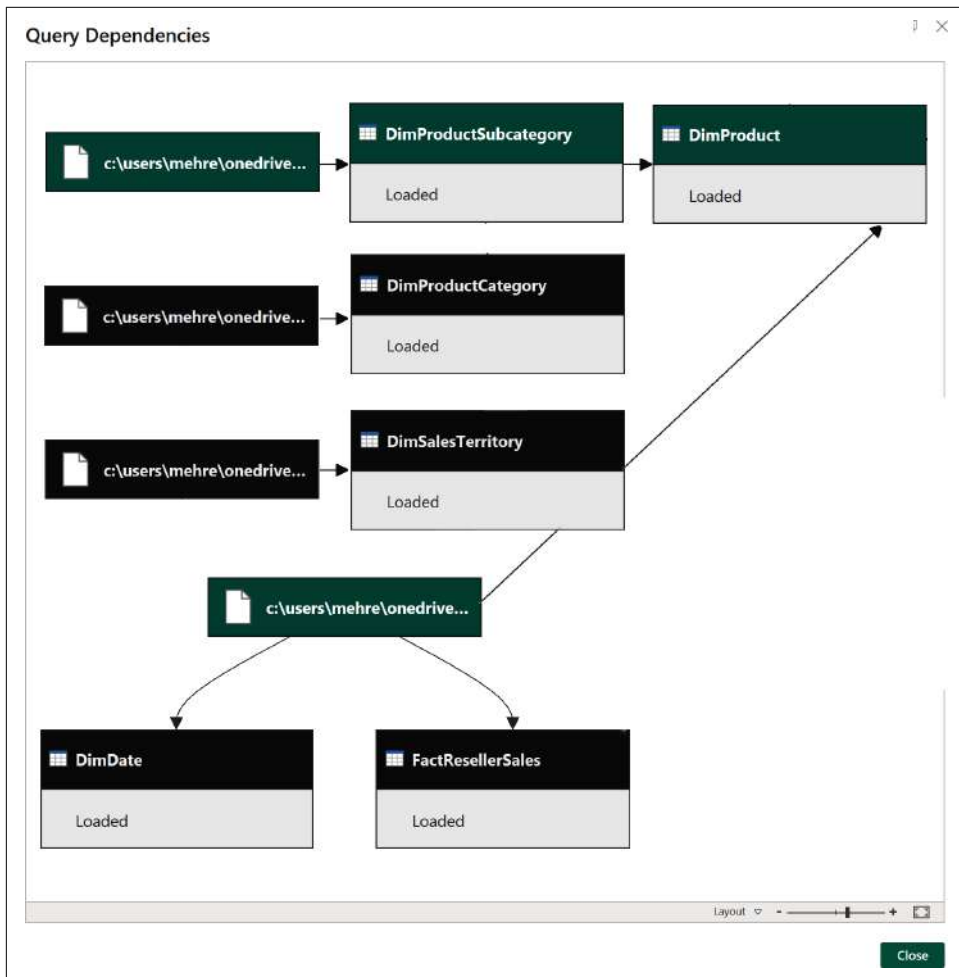 Query Dependencies
c:\users\mehre\onedrive...
DimProductSubcategory
Loaded
DimProduct
Loaded
c:\users\mehre\onedrive...
DimProductCategory
Loaded
c:\users\mehre\onedrive...
DimSalesTerritory
Loaded
c:\users\mehre\onedrive...
DimDate
Loaded
FactResellerSales
Loaded
Layout
Close